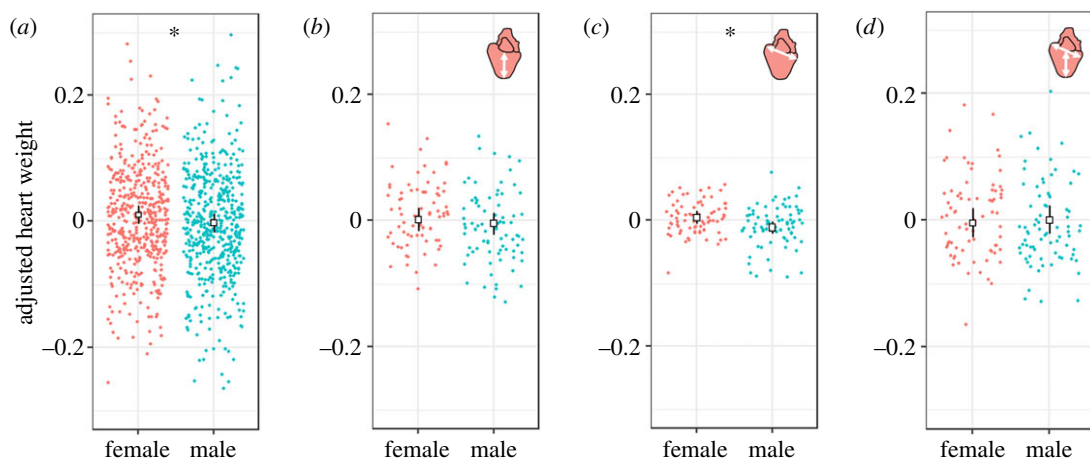 (a) * (b) (c) * (d)
adjusted heart weight
0.2 0.2 0.2 0.2
0 0 0 0
–0.2 –0.2 –0.2 –0.2
female male female male female male female male